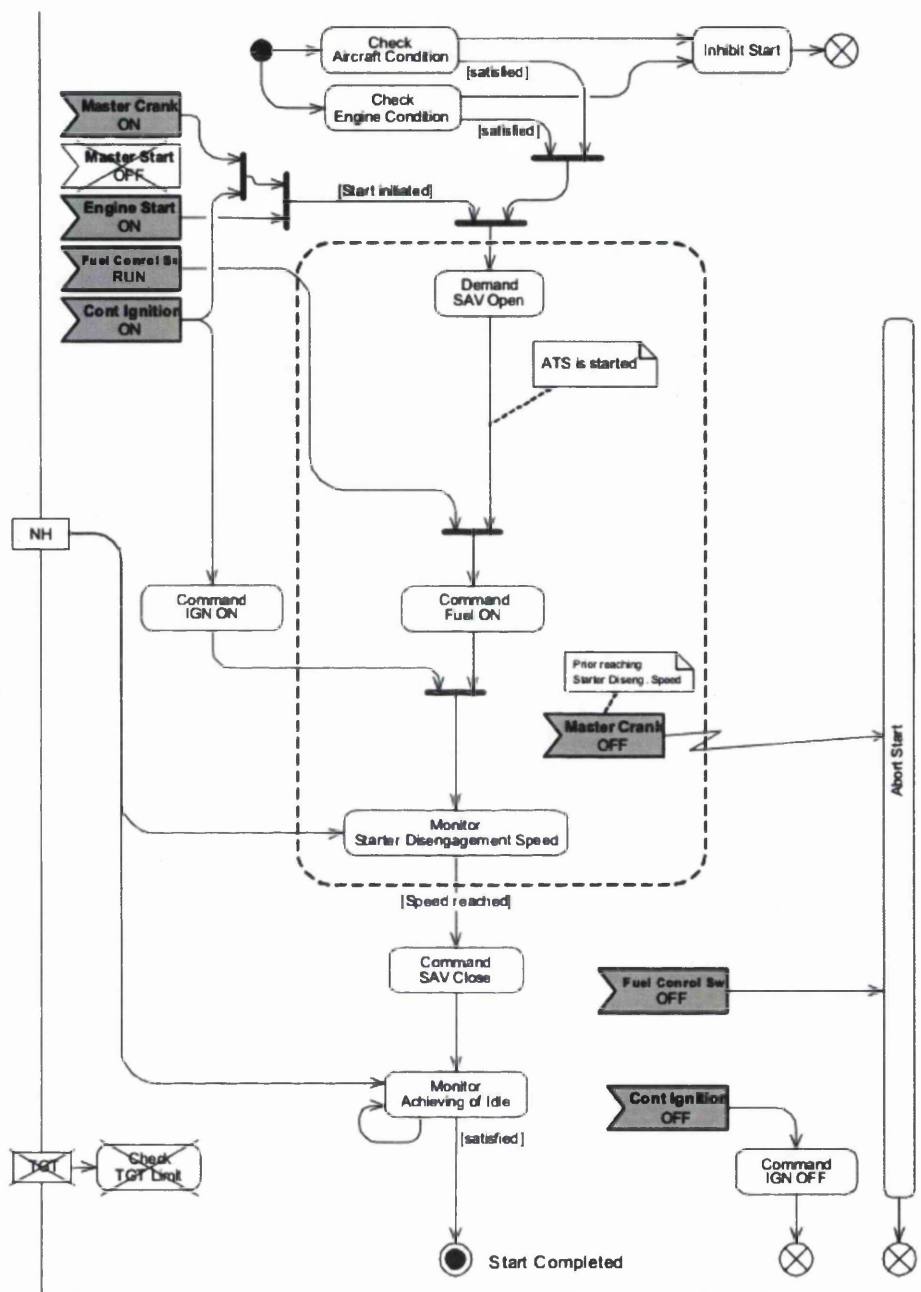 Check
Aircraft Condition
Inhibit Start
[satisfied]
Check
Engine Condition
[satisfied]
Master Crank
ON
Master Start
OFF
[Start initiated]
Engine Start
ON
Fuel Conrol Sw
RUN
Cont Ignition
ON
Demand
SAV Open
ATS is started
NH
Command
IGN ON
Command
Fuel ON
Prior reaching
Starter Diseng. Speed
Master Crank
OFF
Abort Start
Monitor
Starter Disengagement Speed
[Speed reached]
Command
SAV Close
Fuel Conrol Sw
OFF
Monitor
Achieving of Idle
Cont Ignition
OFF
[satisfied]
TGT
Check
TGT Limit
Command
IGN OFF
Start Completed